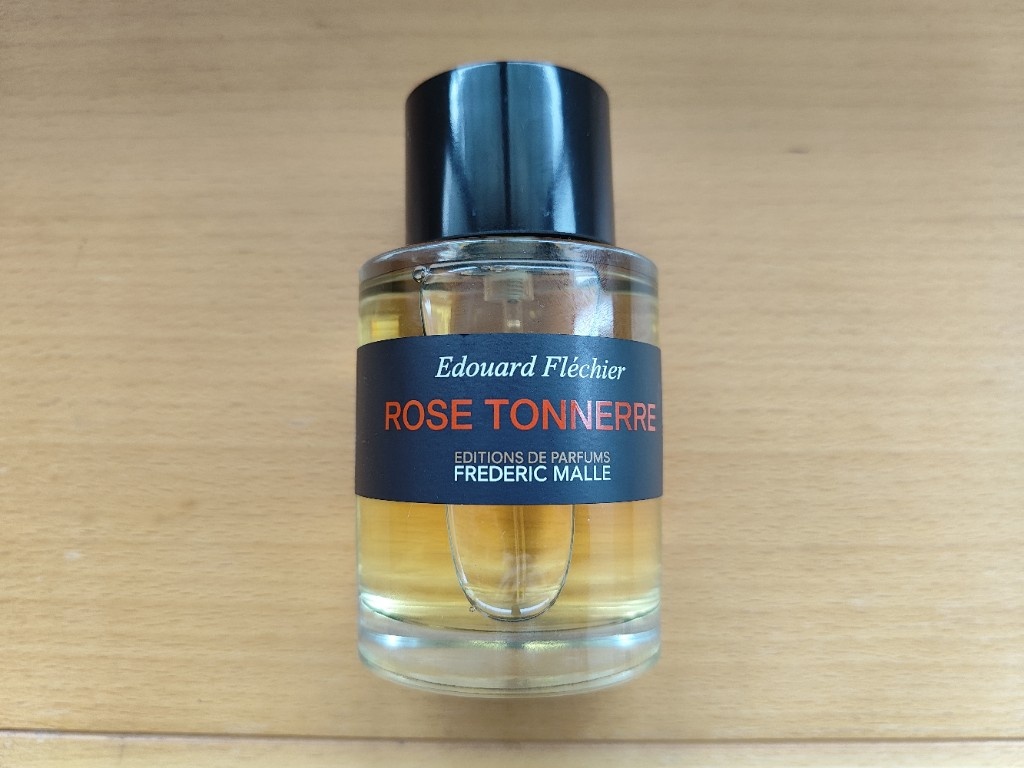 Edouard Fléchier
ROSE TONNERRE
EDITIONS DE PARFUMS
FREDERIC MALLE